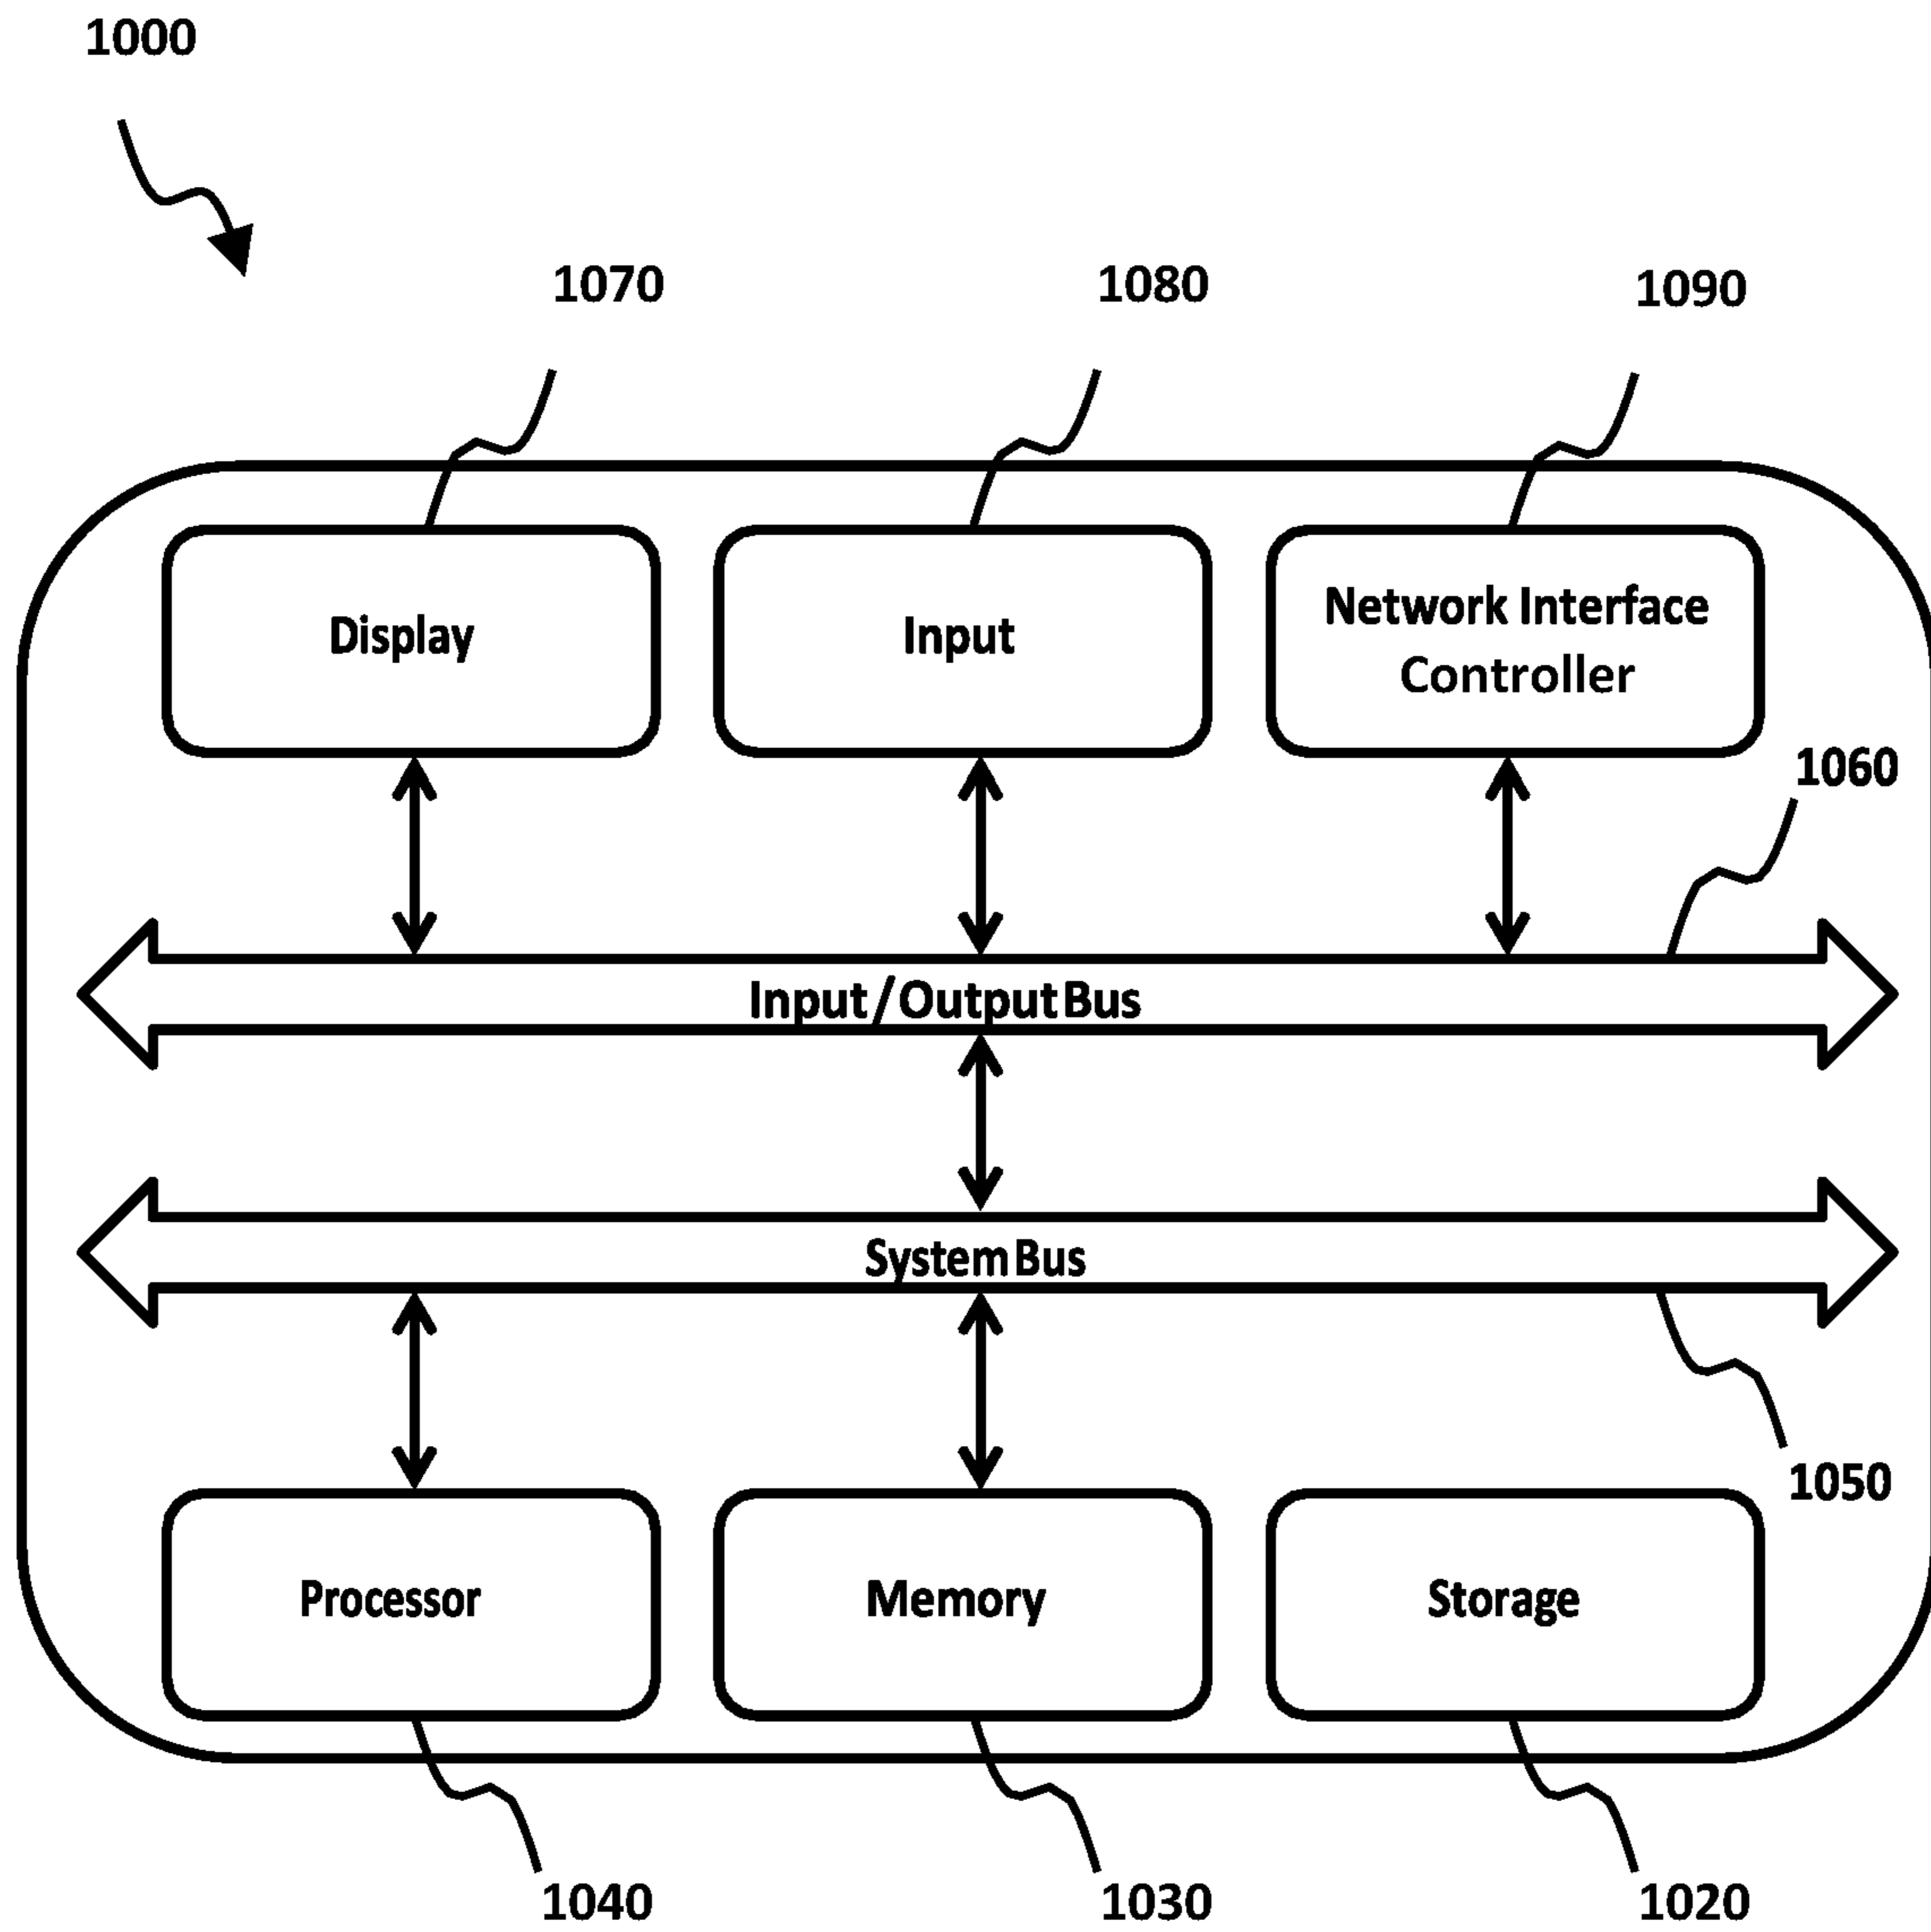 1000
1070
1080
1090
Display
Input
Network Interface
Controller
1060
Input / Output Bus
System Bus
1050
Processor
Memory
Storage
1040
1030
1020